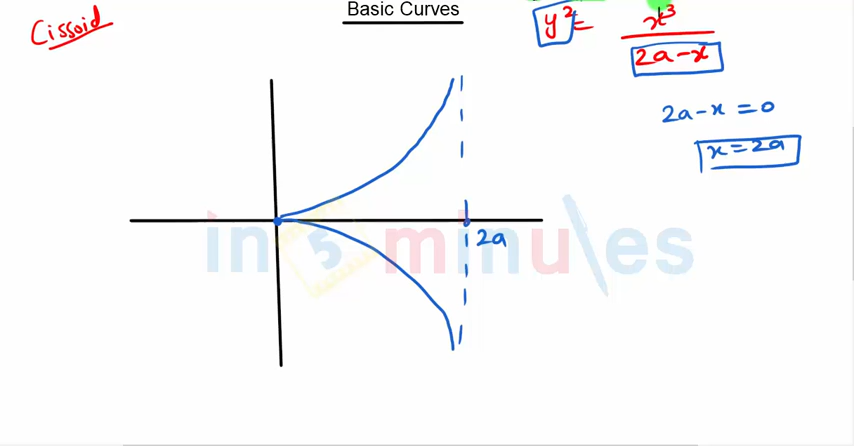 Basic Curves
Cissoid
y² = x³ / 2a-x
2a-x = 0
x = 2a
2a
in 5 minutes